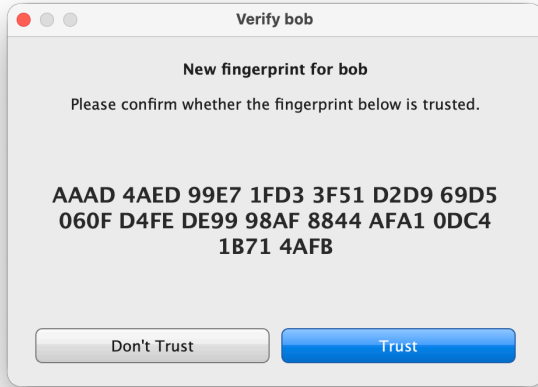 Verify bob
New fingerprint for bob
Please confirm whether the fingerprint below is trusted.
AAAD 4AED 99E7 1FD3 3F51 D2D9 69D5
060F D4FE DE99 98AF 8844 AFA1 0DC4
1B71 4AFB
Don't Trust
Trust